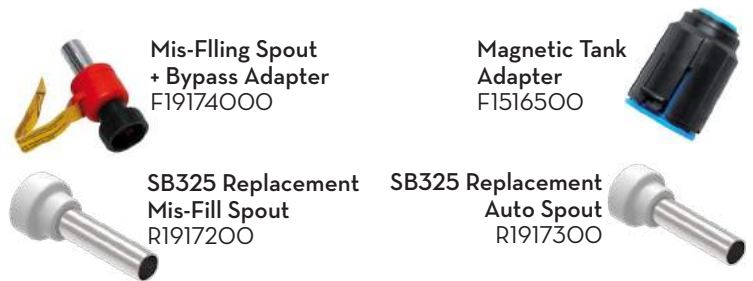 Mis-Flling Spout
+ Bypass Adapter
F19174000
Magnetic Tank
Adapter
F1516500
SB325 Replacement
Mis-Fill Spout
R1917200
SB325 Replacement
Auto Spout
R1917300